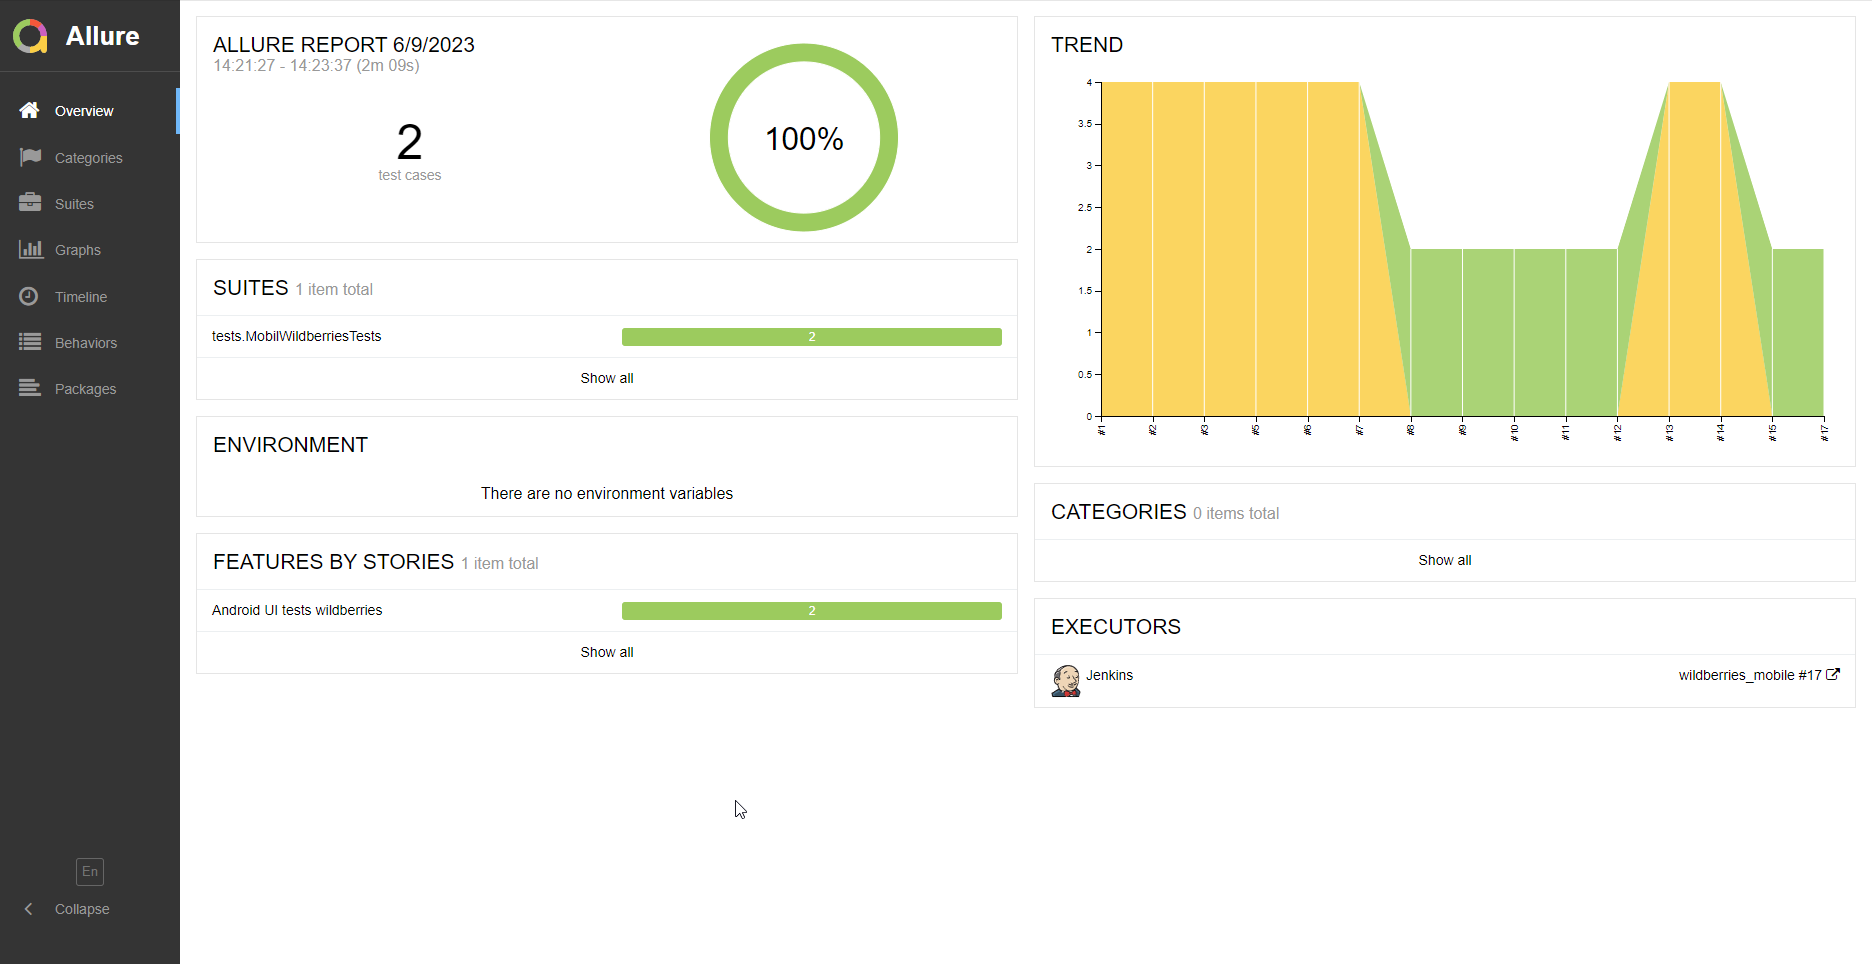 Allure
Overview
Categories
Suites
Graphs
Timeline
Behaviors
Packages
En
Collapse
ALLURE REPORT 6/9/2023
14:21:27 - 14:23:37 (2m 09s)
2
test cases
100%
SUITES 1 item total
tests.MobilWildberriesTests 2
Show all
ENVIRONMENT
There are no environment variables
FEATURES BY STORIES 1 item total
Android UI tests wildberries 2
Show all
TREND
4
3.5
3
2.5
2
1.5
1
0.5
0
#1 #2 #3 #5 #6 #7 #8 #9 #10 #11 #12 #13 #14 #15 #17
CATEGORIES 0 items total
Show all
EXECUTORS
Jenkins wildberries_mobile #17